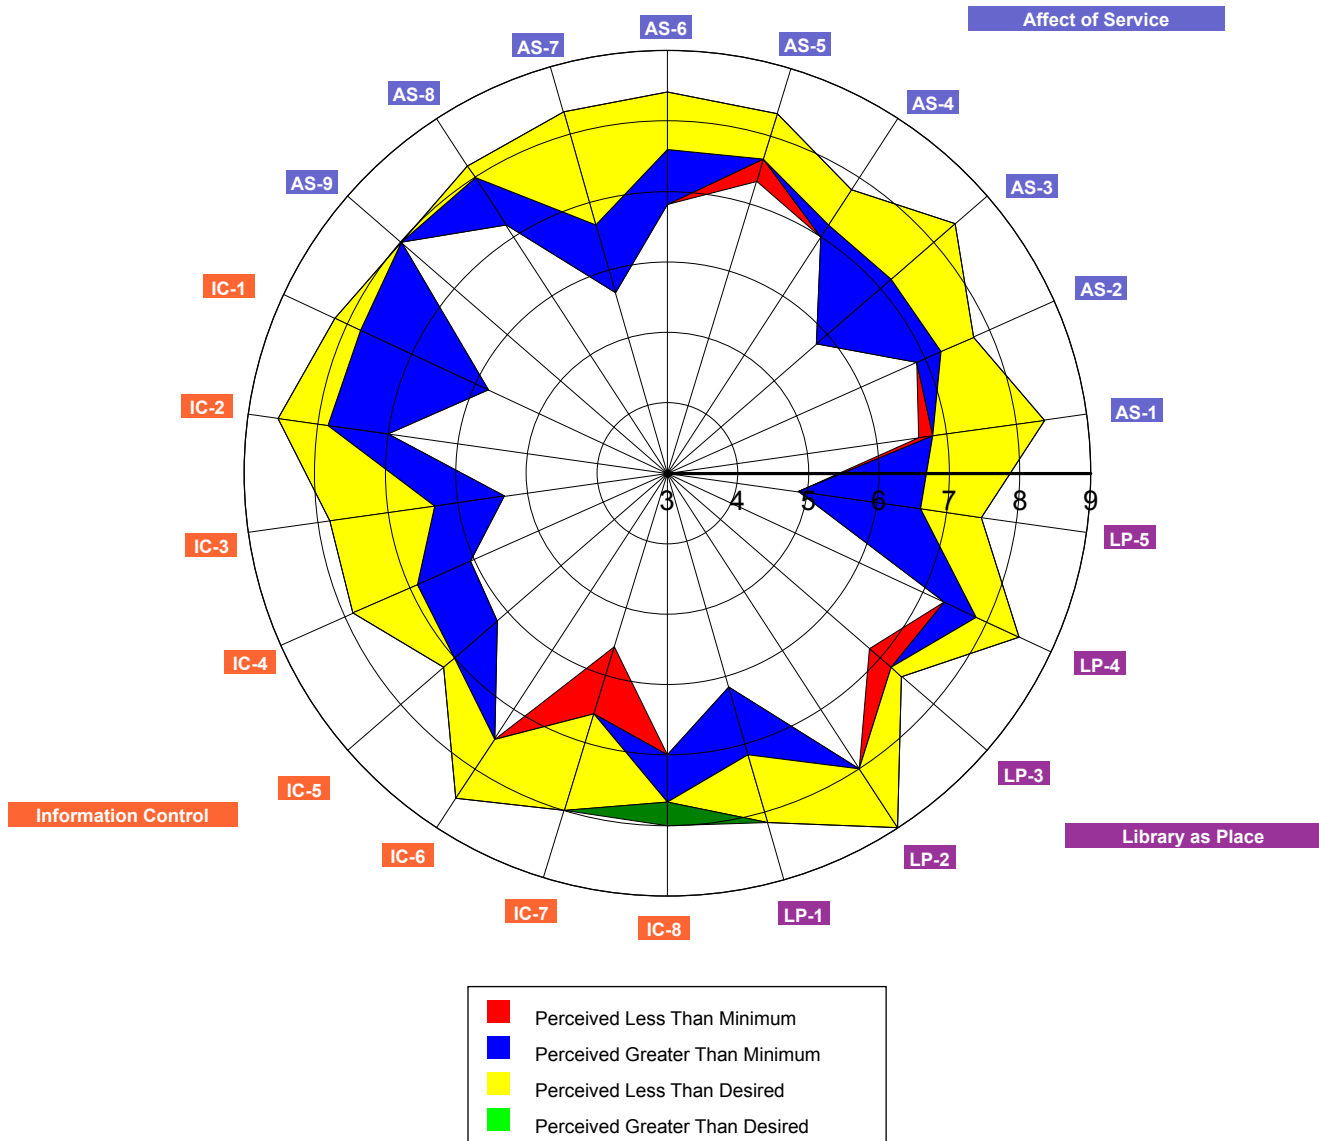 Affect of Service
AS-6
AS-7
AS-5
AS-8
AS-4
AS-9
AS-3
IC-1
AS-2
IC-2
AS-1
3 4 5 6 7 8 9
IC-3
LP-5
IC-4
LP-4
IC-5
LP-3
Information Control
Library as Place
IC-6
LP-2
IC-7
LP-1
IC-8
Perceived Less Than Minimum
Perceived Greater Than Minimum
Perceived Less Than Desired
Perceived Greater Than Desired